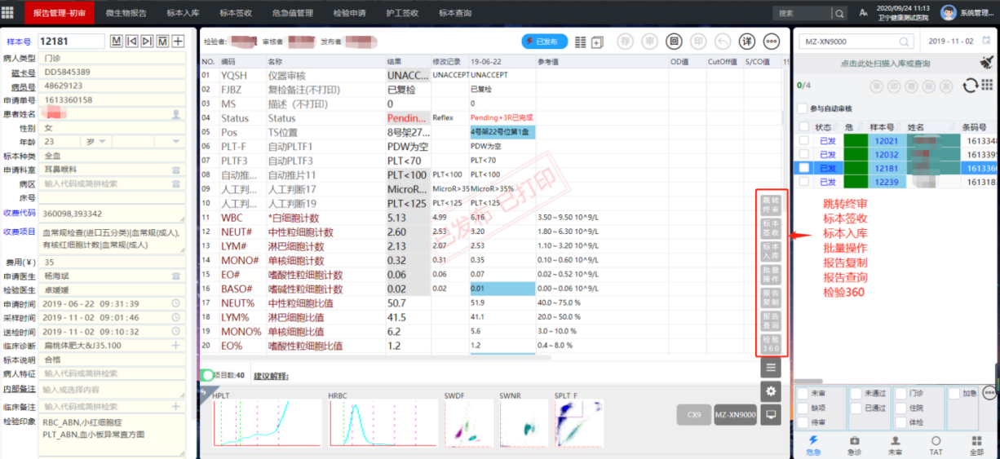 报告管理-初审 微生物报告 标本入库 标本签收 危急值管理 检验申请 护工签收 标本查询 搜索 2020/09/24 11:13 卫宁健康测试医院 系统管理...
样本号 12181
病人类型 门诊
磁卡号 DD5845389
病员号 48629123
申请单号 1613360158
患者姓名
性别 女
年龄 23 岁
标本种类 全血
申请科室 耳鼻喉科
病区 输入代码或简拼检索
床号
收费代码 360098,393342
收费项目 血常规检查(进口五分类)|血常规(成人),
有核红细胞计数|血常规(成人)
费用(¥) 35
申请医生 杨海斌
检验医生 卓媛媛
申请时间 2019-06-22 09:31:39
采样时间 2019-11-02 09:01:46
送检时间 2019-11-02 09:10:32
临床诊断 扁桃体肥大&J35.100
标本说明 合格
病人特征 输入代码或简拼检索
内部备注 输入或选择内容
临床备注 输入代码或简拼检索
检验印象 RBC_ABN,小红细胞症
PLT_ABN,血小板异常直方图
检验者: 审核者 发布者 已发布 存 审 回 印 详
NO. 编码 名称 结果 修改记录 19-06-22 参考值 OD值 CutOff值 S/CO值 19
01 YQSH 仪器审核 UNACC... UNACCEPT UNACCEPT
02 FJBZ 复检备注(不打印) 已复检 已复检
03 MS 描述（不打印） 0 0
04 Status Status Pending... Reflex Pending+3R已完成
05 Pos TS位置 8号架27... 4号架22号位第1盘
06 PLT-F 自动PLTF1 PDW为空 PDW为空
07 PLTF3 自动PLTF3 PLT<70 PLT<70
08 自动推... 自动推片11 PLT<100 PLT<100 PLT<100
09 人工判... 人工判断17 MicroR... MicroR>35 MicroR>35%
10 人工判... 人工判断19 PLT<125 PLT<125 PLT<125
11 WBC *白细胞计数 5.13 4.99 6.16 3.50~9.50 10^9/L
12 NEUT# 中性粒细胞计数 2.60 2.53 3.20 1.80~6.30 10^9/L
13 LYM# 淋巴细胞计数 2.13 2.07 2.53 1.10~3.20 10^9/L
14 MONO# 单核细胞计数 0.32 0.31 0.35 0.10~0.60 10^9/L
15 EO# 嗜酸性粒细胞计数 0.06 0.06 0.07 0.02~0.52 10^9/L
16 BASO# 嗜碱性粒细胞计数 0.02 0.02 0.01 0.00~0.06 10^9/L
17 NEUT% 中性粒细胞比值 50.7 51.9 40.0~75.0 %
18 LYM% 淋巴细胞比值 41.5 41.1 20.0~50.0 %
19 MONO% 单核细胞比值 6.2 5.6 3.0~10.0 %
20 EO% 嗜酸性粒细胞比值 1.2 1.2 0.4~8.0 %
已发布 已打印
跳转终审
标本签收
标本入库
批量操作
报告复制
报告查询
检验360
项目数:40 建议解释:
HPLT HRBC SWDF SWNR SPLT_F
CX9 MZ-XN9000
MZ-XN9000 2019-11-02
点击此处扫描入库或查询
0/4
参与自动审核
状态 危 样本号 姓名 条码号
已发 12021 161334
已发 12032 161339
已发 12181 161336
已发 12239 161318
跳转终审
标本签收
标本入库
批量操作
报告复制
报告查询
检验360
未审 未通过 门诊 加急
缺项 已通过 住院
待审 体检
危急 急诊 未审 TAT 全部